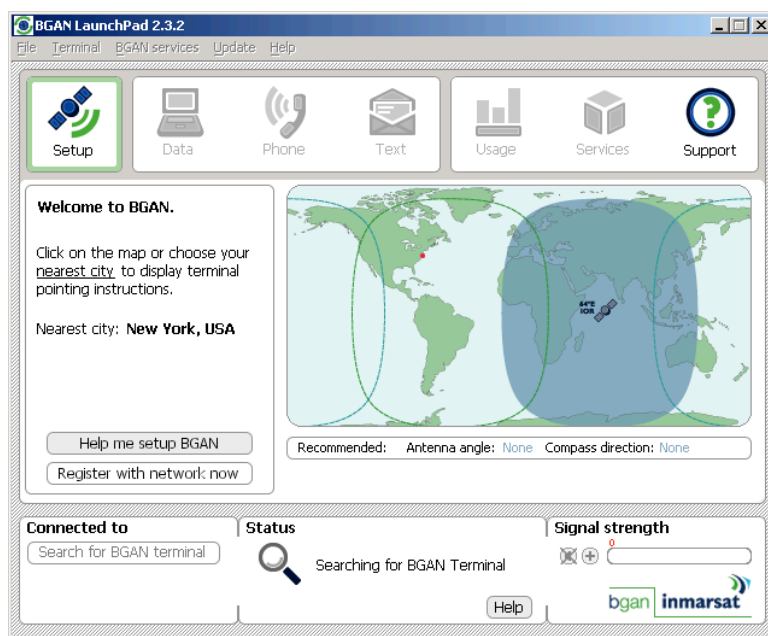 BGAN LaunchPad 2.3.2
File Terminal BGAN services Update Help
Setup Data Phone Text Usage Services Support
Welcome to BGAN.
Click on the map or choose your
nearest city to display terminal
pointing instructions.
Nearest city: New York, USA
64°E
IOR
Help me setup BGAN
Register with network now
Recommended: Antenna angle: None Compass direction: None
Connected to
Search for BGAN terminal
Status
Searching for BGAN Terminal
Help
Signal strength
0
bgan inmarsat